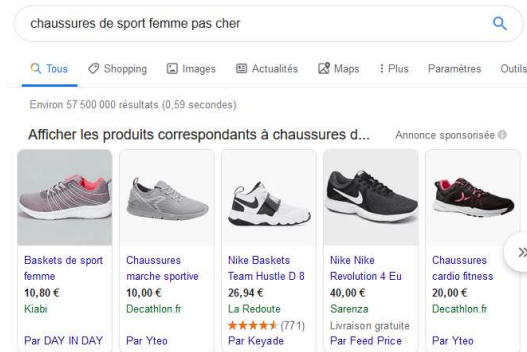 chaussures de sport femme pas cher
Tous Shopping Images Actualités Maps Plus Paramètres Outils
Environ 57 500 000 résultats (0,59 secondes)
Afficher les produits correspondants à chaussures d... Annonce sponsorisée
Baskets de sport femme
10,80 €
Kiabi
Par DAY IN DAY
Chaussures marche sportive
10,00 €
Decathlon.fr
Par Yteo
Nike Baskets Team Hustle D 8
26,94 €
La Redoute
(771)
Par Keyade
Nike Nike Revolution 4 Eu
40,00 €
Sarenza
Livraison gratuite
Par Feed Price
Chaussures cardio fitness
20,00 €
Decathlon.fr
Par Yteo